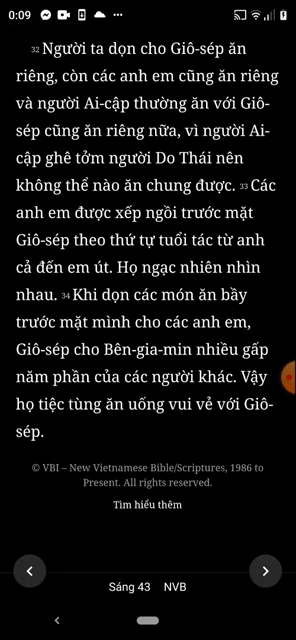 0:09
32 Người ta dọn cho Giô-sép ăn
riêng, còn các anh em cũng ăn riêng
và người Ai-cập thường ăn với Giô-
sép cũng ăn riêng nữa, vì người Ai-
cập ghê tởm người Do Thái nên
không thể nào ăn chung được. 33 Các
anh em được xếp ngồi trước mặt
Giô-sép theo thứ tự tuổi tác từ anh
cả đến em út. Họ ngạc nhiên nhìn
nhau. 34 Khi dọn các món ăn bầy
trước mặt mình cho các anh em,
Giô-sép cho Bên-gia-min nhiều gấp
năm phần của các người khác. Vậy
họ tiệc tùng ăn uống vui vẻ với Giô-
sép.
© VBI – New Vietnamese Bible/Scriptures, 1986 to
Present. All rights reserved.
Tìm hiểu thêm
Sáng 43 NVB